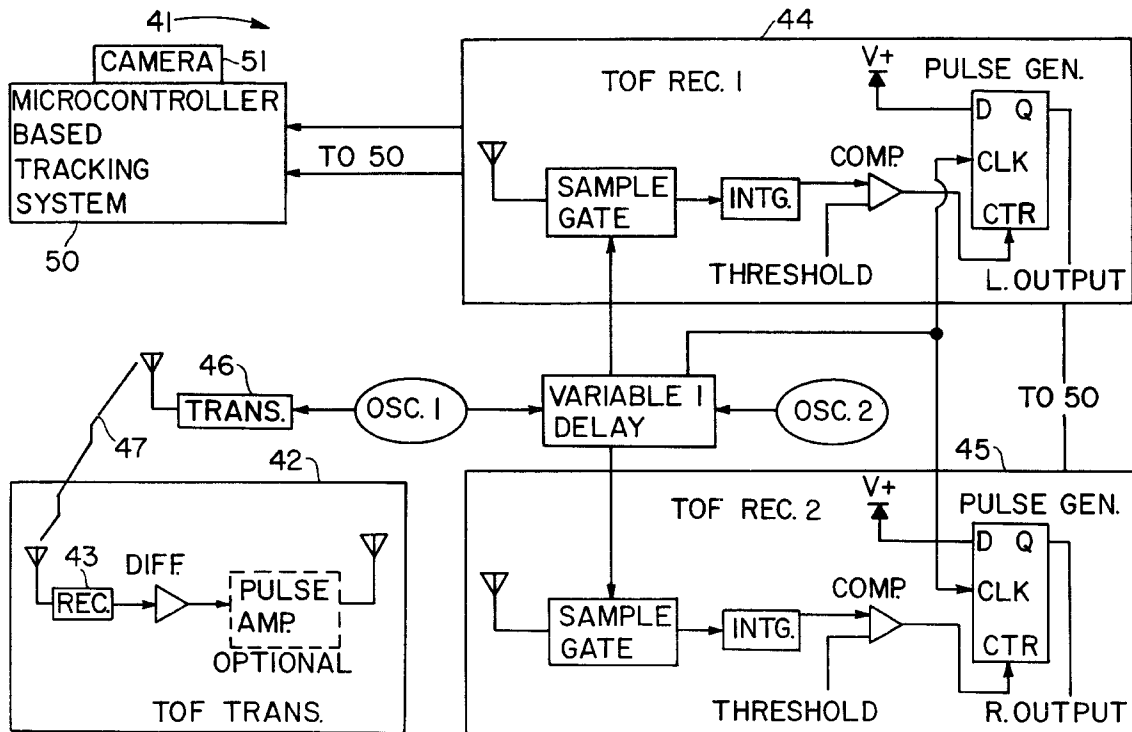 41
CAMERA
51
MICROCONTROLLER
BASED
TRACKING
SYSTEM
50
TO 50
44
TOF REC. 1
V+
PULSE GEN.
D Q
CLK
CTR
SAMPLE
GATE
INTG.
COMP.
THRESHOLD
L. OUTPUT
46
TRANS.
OSC. 1
VARIABLE 1
DELAY
OSC. 2
TO 50
47
42
43
REC.
DIFF.
PULSE
AMP.
OPTIONAL
TOF TRANS.
45
TOF REC. 2
V+
PULSE GEN.
D Q
CLK
CTR
SAMPLE
GATE
INTG.
COMP.
THRESHOLD
R. OUTPUT